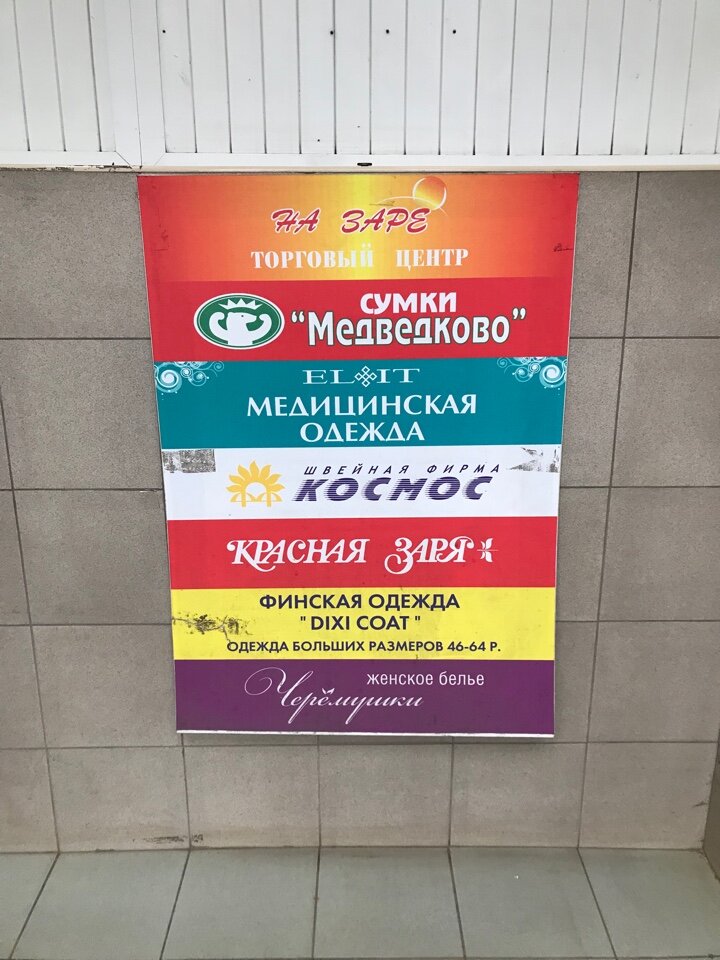 НА ЗАРЕ
ТОРГОВЫЙ ЦЕНТР
СУМКИ
"Медведково"
ELIT
МЕДИЦИНСКАЯ
ОДЕЖДА
ШВЕЙНАЯ ФИРМА
КОСМОС
КРАСНАЯ ЗАРЯ
ФИНСКАЯ ОДЕЖДА
"DIXI COAT"
ОДЕЖДА БОЛЬШИХ РАЗМЕРОВ 46-64 Р.
женское белье
Черёмушки